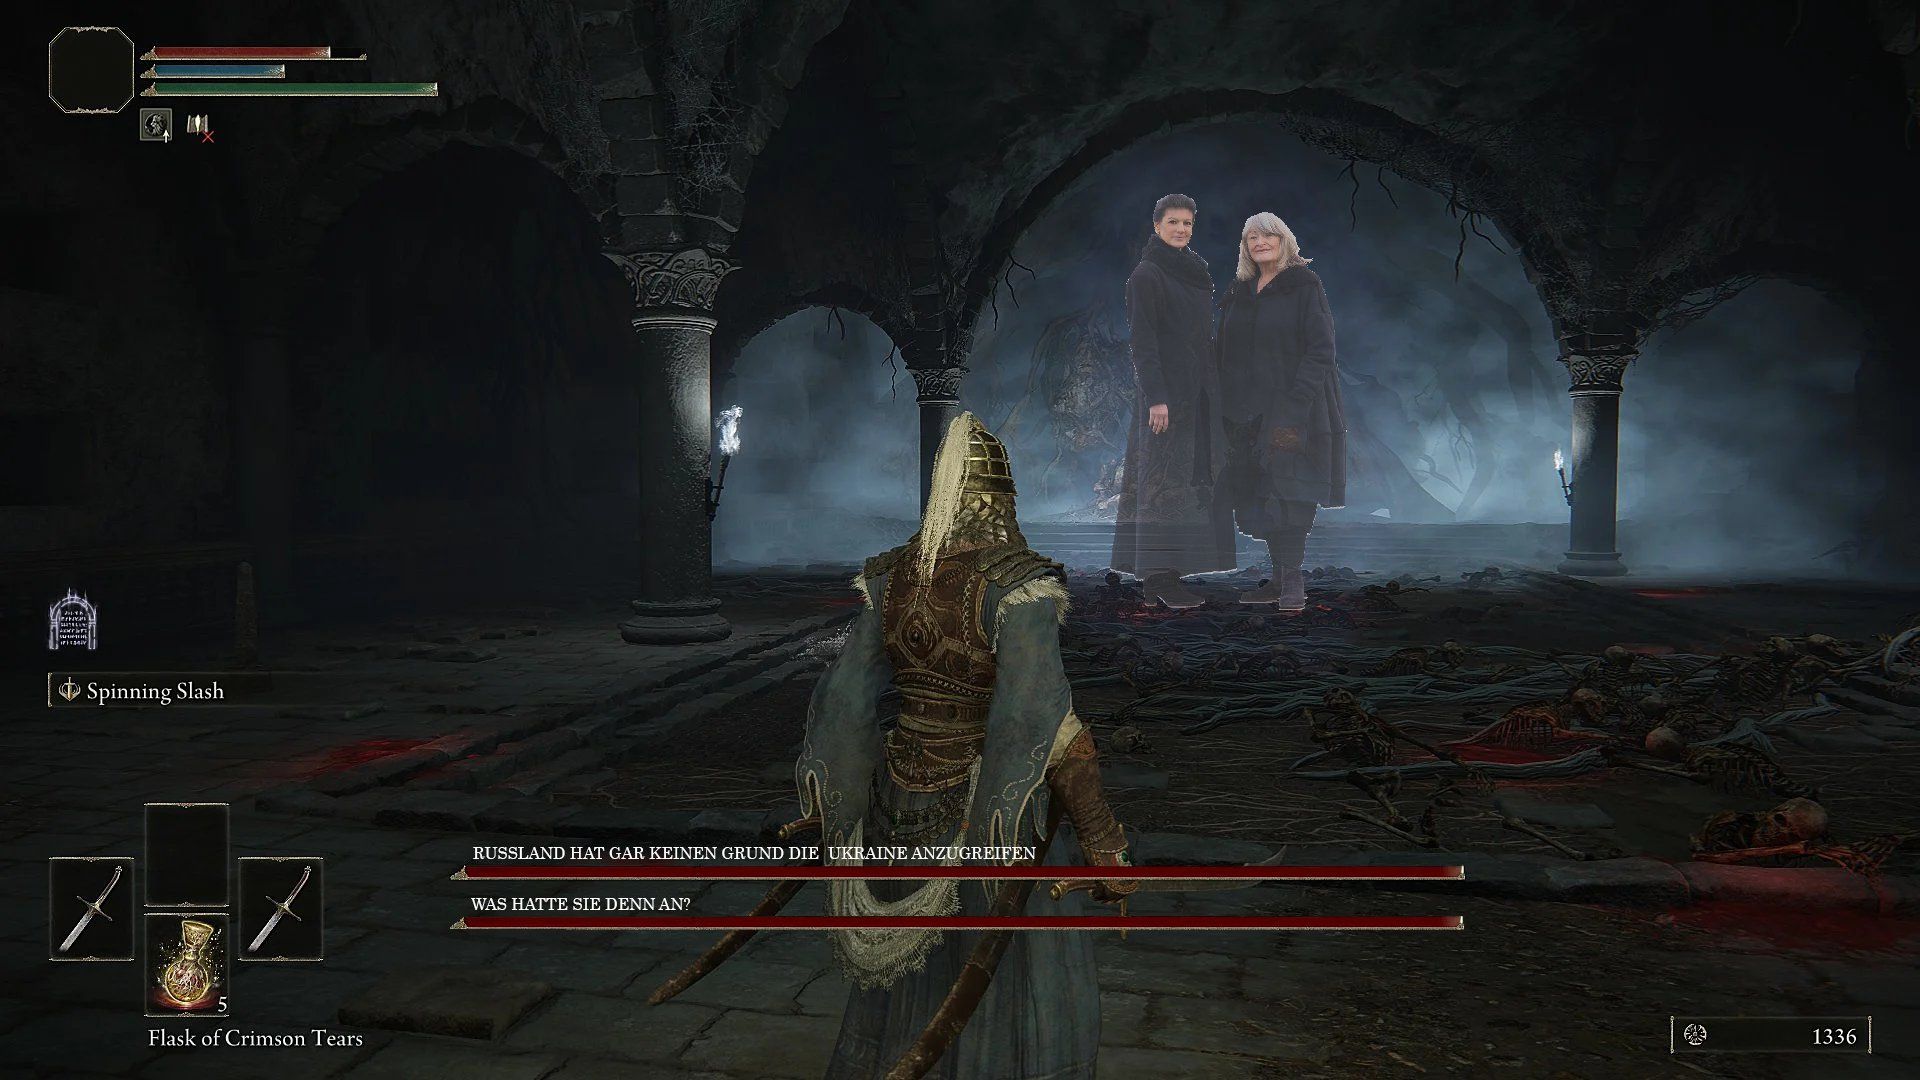 Spinning Slash
RUSSLAND HAT GAR KEINEN GRUND DIE UKRAINE ANZUGREIFEN
WAS HATTE SIE DENN AN?
5
Flask of Crimson Tears
1336